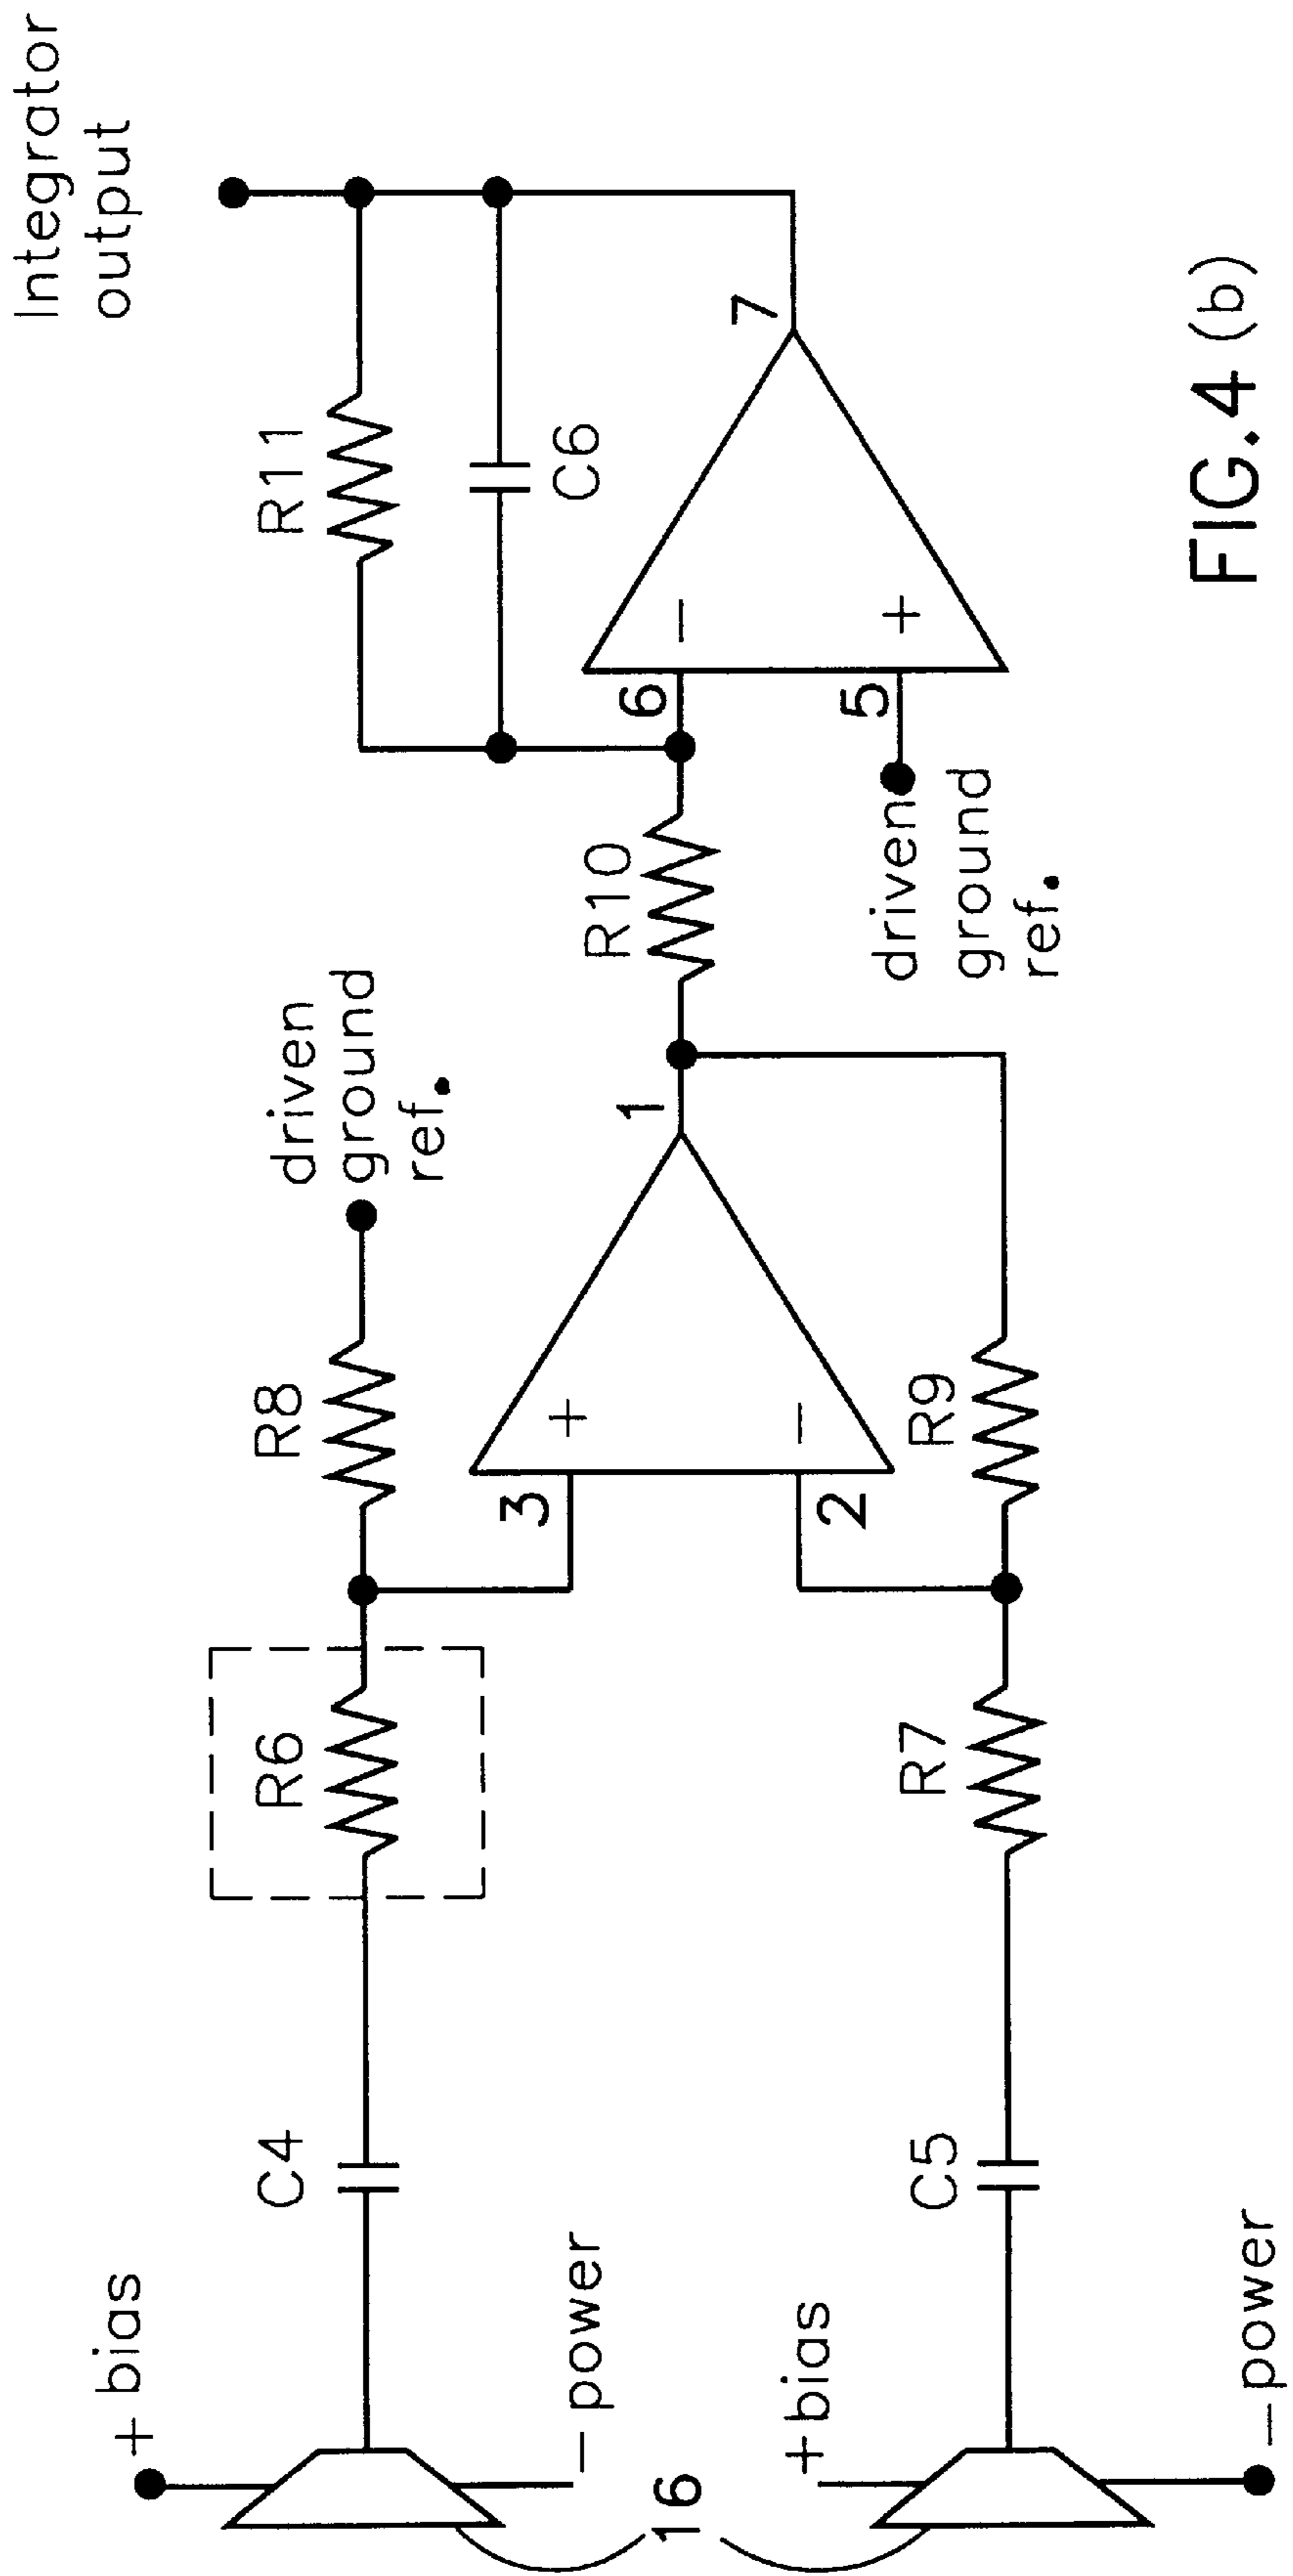 Integrator
output
R11
C6
7
6
5
−
+
driven
ground
ref.
R10
driven
ground
ref.
R8
1
+
−
3
2
R9
R6
R7
C4
C5
+bias
−power
16
+bias
−power
FIG.4 (b)